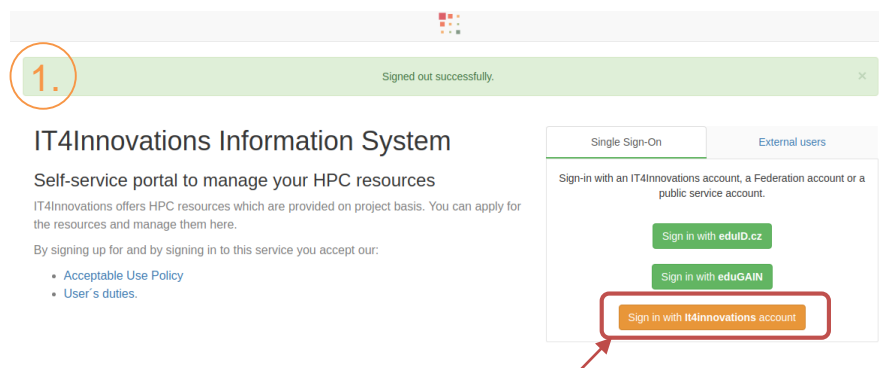 1.
Signed out successfully.
×
IT4Innovations Information System
Self-service portal to manage your HPC resources
IT4Innovations offers HPC resources which are provided on project basis. You can apply for
the resources and manage them here.
By signing up for and by signing in to this service you accept our:
• Acceptable Use Policy
• User´s duties.
Single Sign-On
External users
Sign-in with an IT4Innovations account, a Federation account or a
public service account.
Sign in with eduID.cz
Sign in with eduGAIN
Sign in with It4innovations account